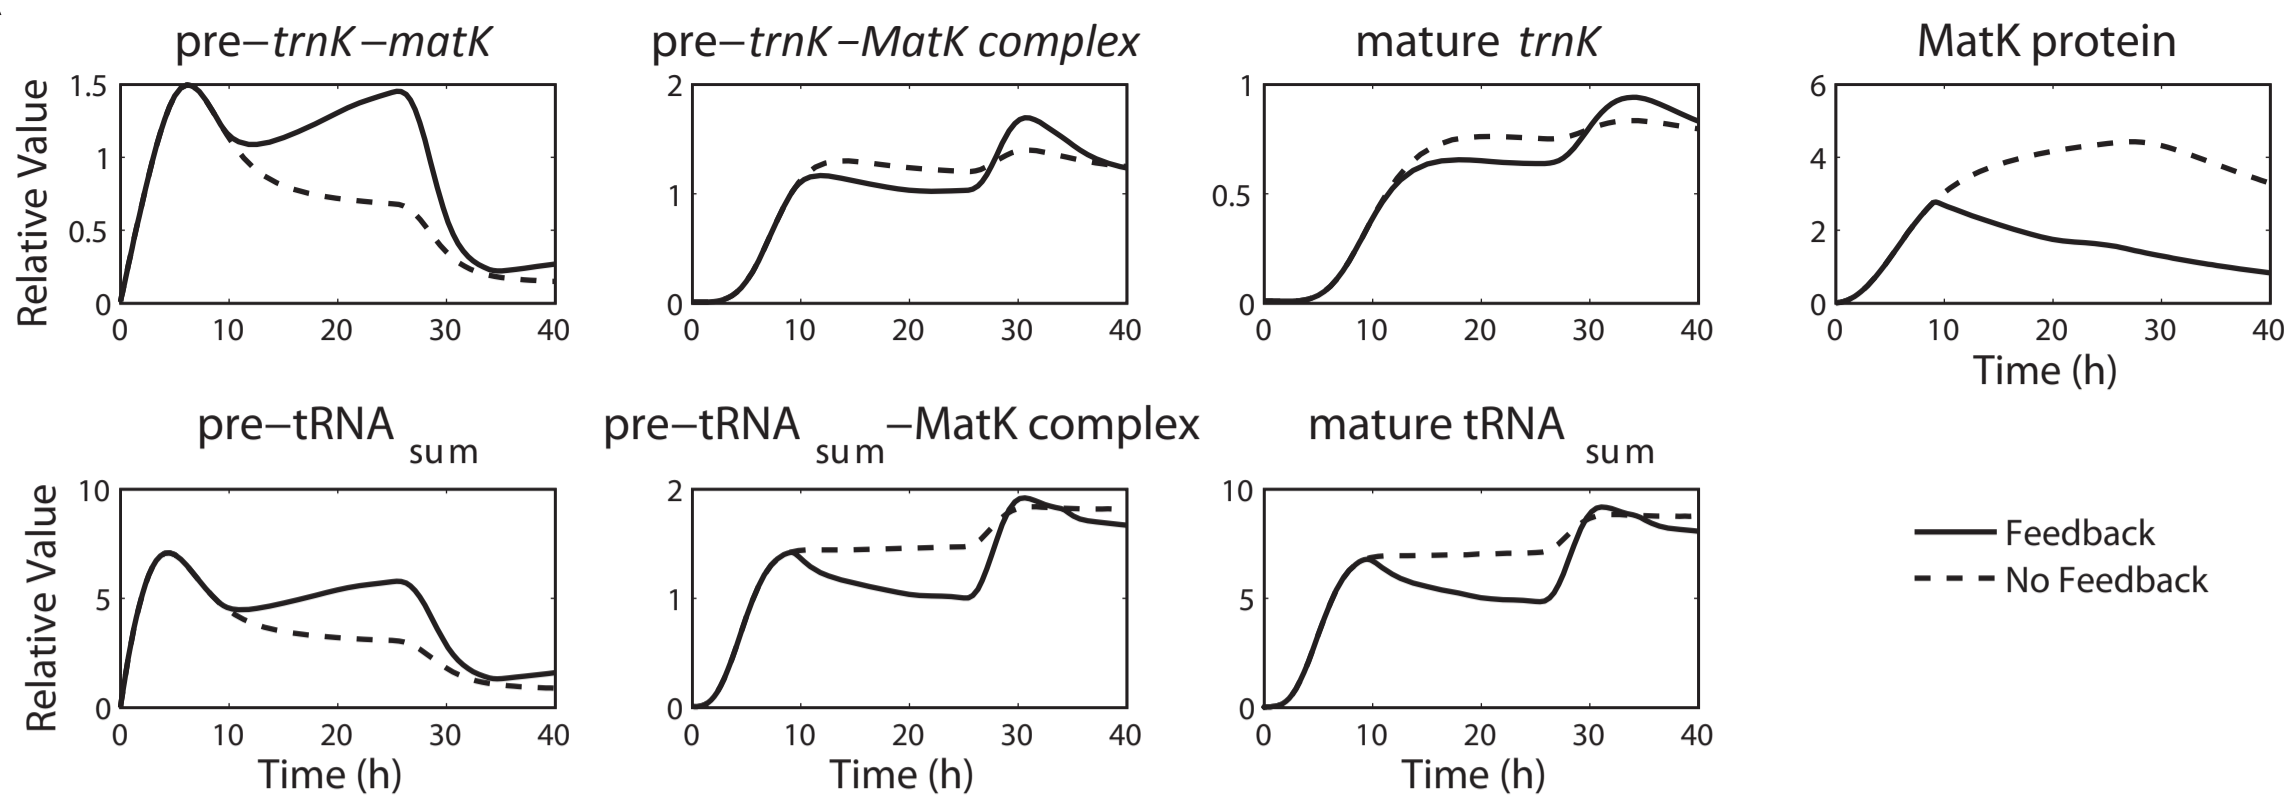 pre–trnK–matK
pre–trnK–MatK complex
mature trnK
MatK protein
Relative Value
1.5
1
0.5
0
0 10 20 30 40
2
1
0
0 10 20 30 40
1
0.5
0
0 10 20 30 40
6
4
2
0
0 10 20 30 40
Time (h)
pre–tRNA sum
pre–tRNA sum–MatK complex
mature tRNA sum
Relative Value
10
5
0
0 10 20 30 40
Time (h)
2
1
0
0 10 20 30 40
Time (h)
10
5
0
0 10 20 30 40
Time (h)
Feedback
No Feedback